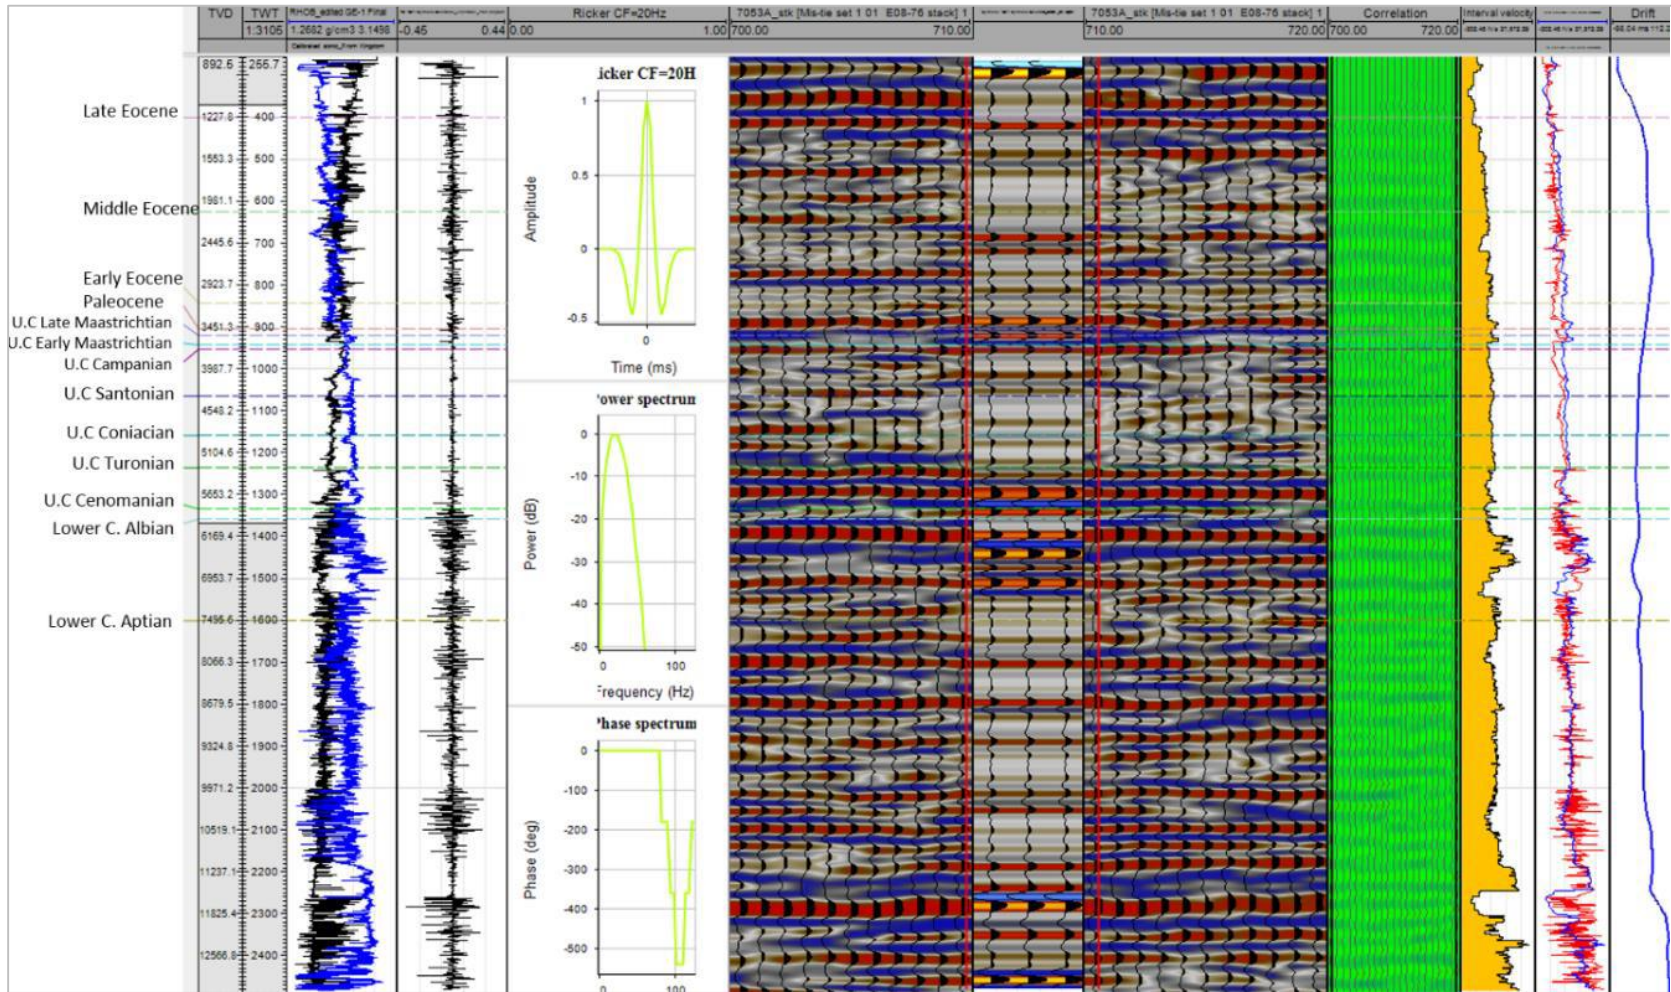 TVD TWT RHOB_edited GE-1 Final Ricker CF=20Hz 7053A_stk [Mis-tie set 1 01 E08-76 stack] 1 7053A_stk [Mis-tie set 1 01 E08-76 stack] 1 Correlation Interval velocity Drift
1:3105 1.2682 g/cm3 3.1498 -0.45 0.44 0.00 1.00 700.00 710.00 710.00 720.00 700.00 720.00
892.5 255.7
Late Eocene
1227.8 400
1553.3 500
Middle Eocene
1961.1 600
2445.6 700
Early Eocene
2923.7 800
Paleocene
U.C Late Maastrichtian
3451.3 900
U.C Early Maastrichtian
U.C Campanian
3987.7 1000
U.C Santonian
4548.2 1100
U.C Coniacian
5104.6 1200
U.C Turonian
5653.2 1300
U.C Cenomanian
Lower C. Albian
6169.4 1400
6953.7 1500
Lower C. Aptian
7495.6 1600
8066.3 1700
8679.5 1800
9324.8 1900
9971.2 2000
10519.1 2100
11237.1 2200
11825.4 2300
12566.8 2400
icker CF=20H
Amplitude
1
0.5
0
-0.5
0
Time (ms)
ower spectrun
Power (dB)
0
-10
-20
-30
-40
-50
0 100
Frequency (Hz)
Phase spectrum
Phase (deg)
0
-100
-200
-300
-400
-500
0 100